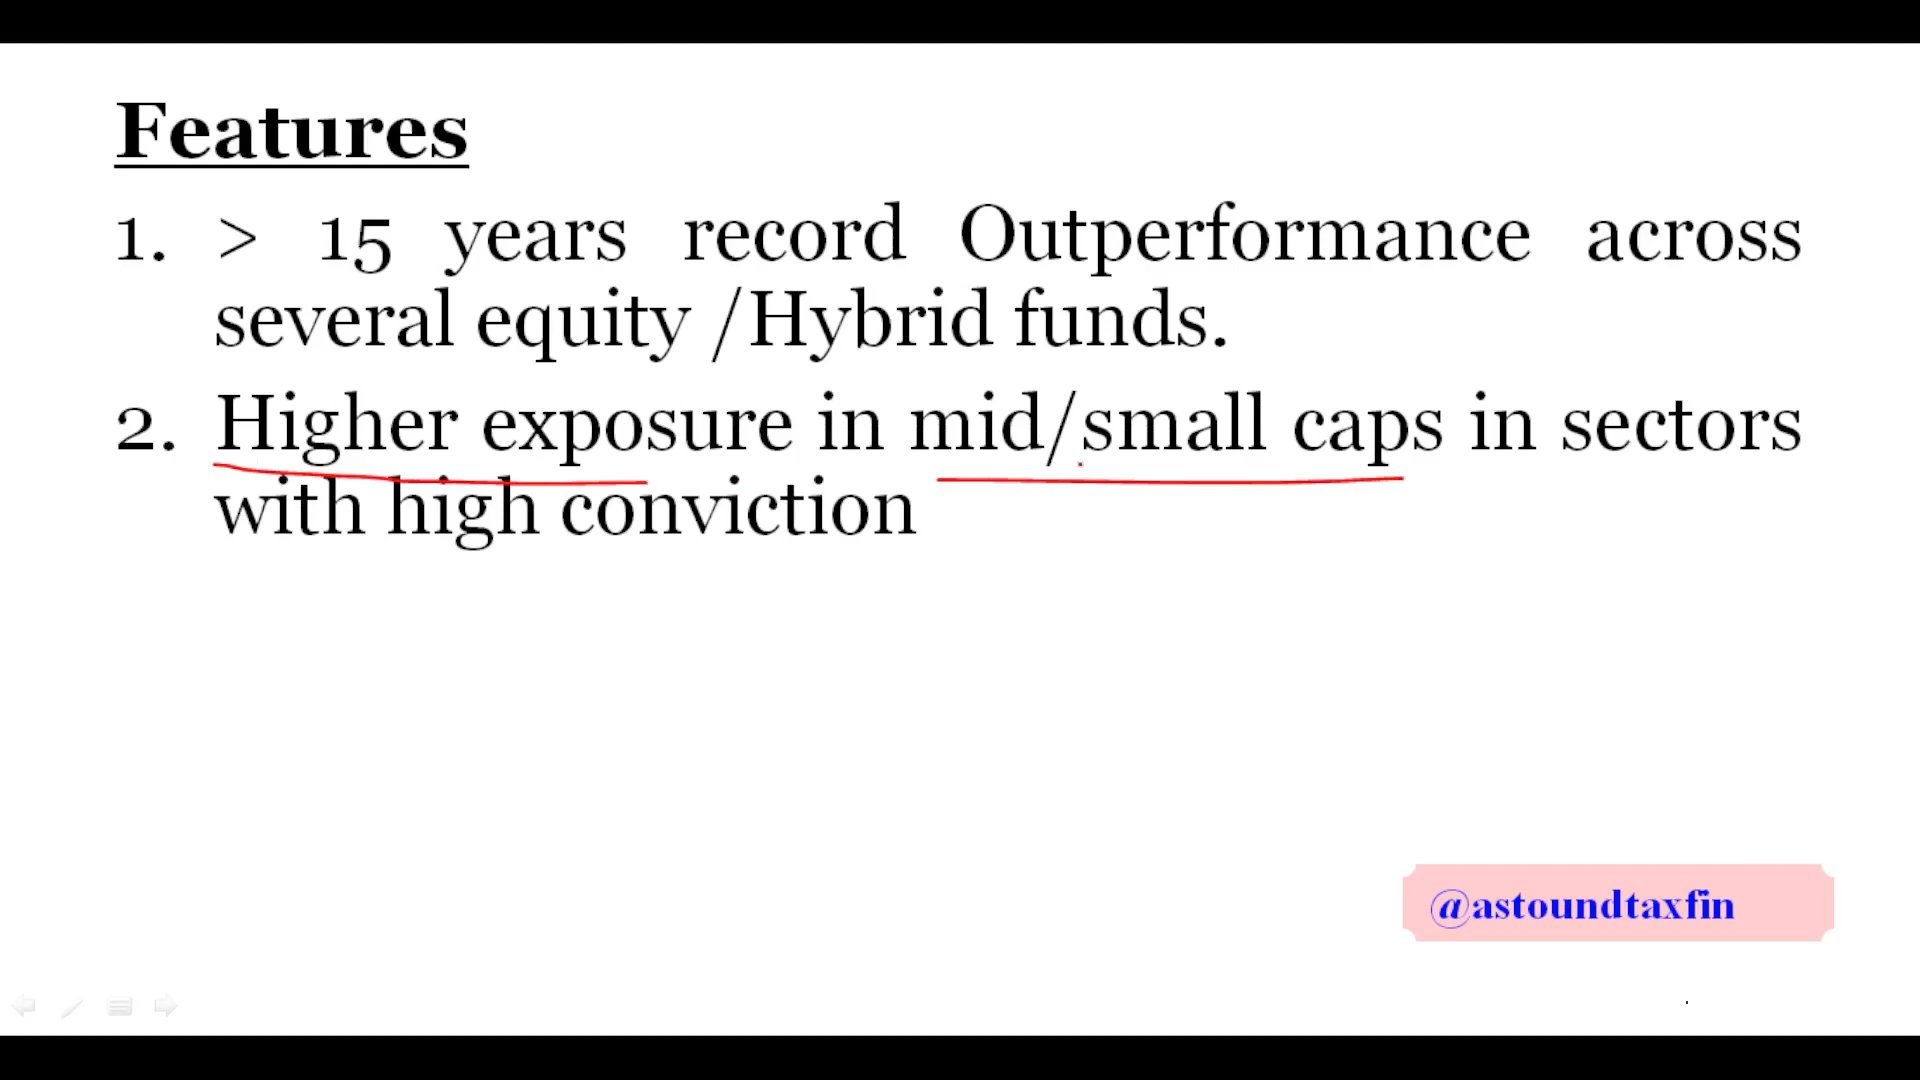 Features
1. > 15 years record Outperformance across
several equity /Hybrid funds.
2. Higher exposure in mid/small caps in sectors
with high conviction
@astoundtaxfin